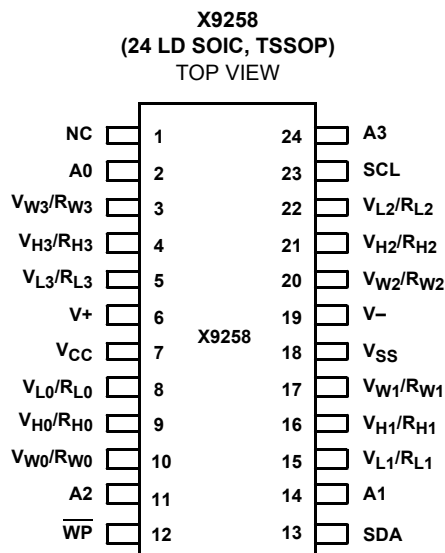 X9258
(24 LD SOIC, TSSOP)
TOP VIEW
NC 1 24 A3
A0 2 23 SCL
VW3/RW3 3 22 VL2/RL2
VH3/RH3 4 21 VH2/RH2
VL3/RL3 5 20 VW2/RW2
V+ 6 19 V–
X9258
VCC 7 18 VSS
VL0/RL0 8 17 VW1/RW1
VH0/RH0 9 16 VH1/RH1
VW0/RW0 10 15 VL1/RL1
A2 11 14 A1
W̅P̅ 12 13 SDA